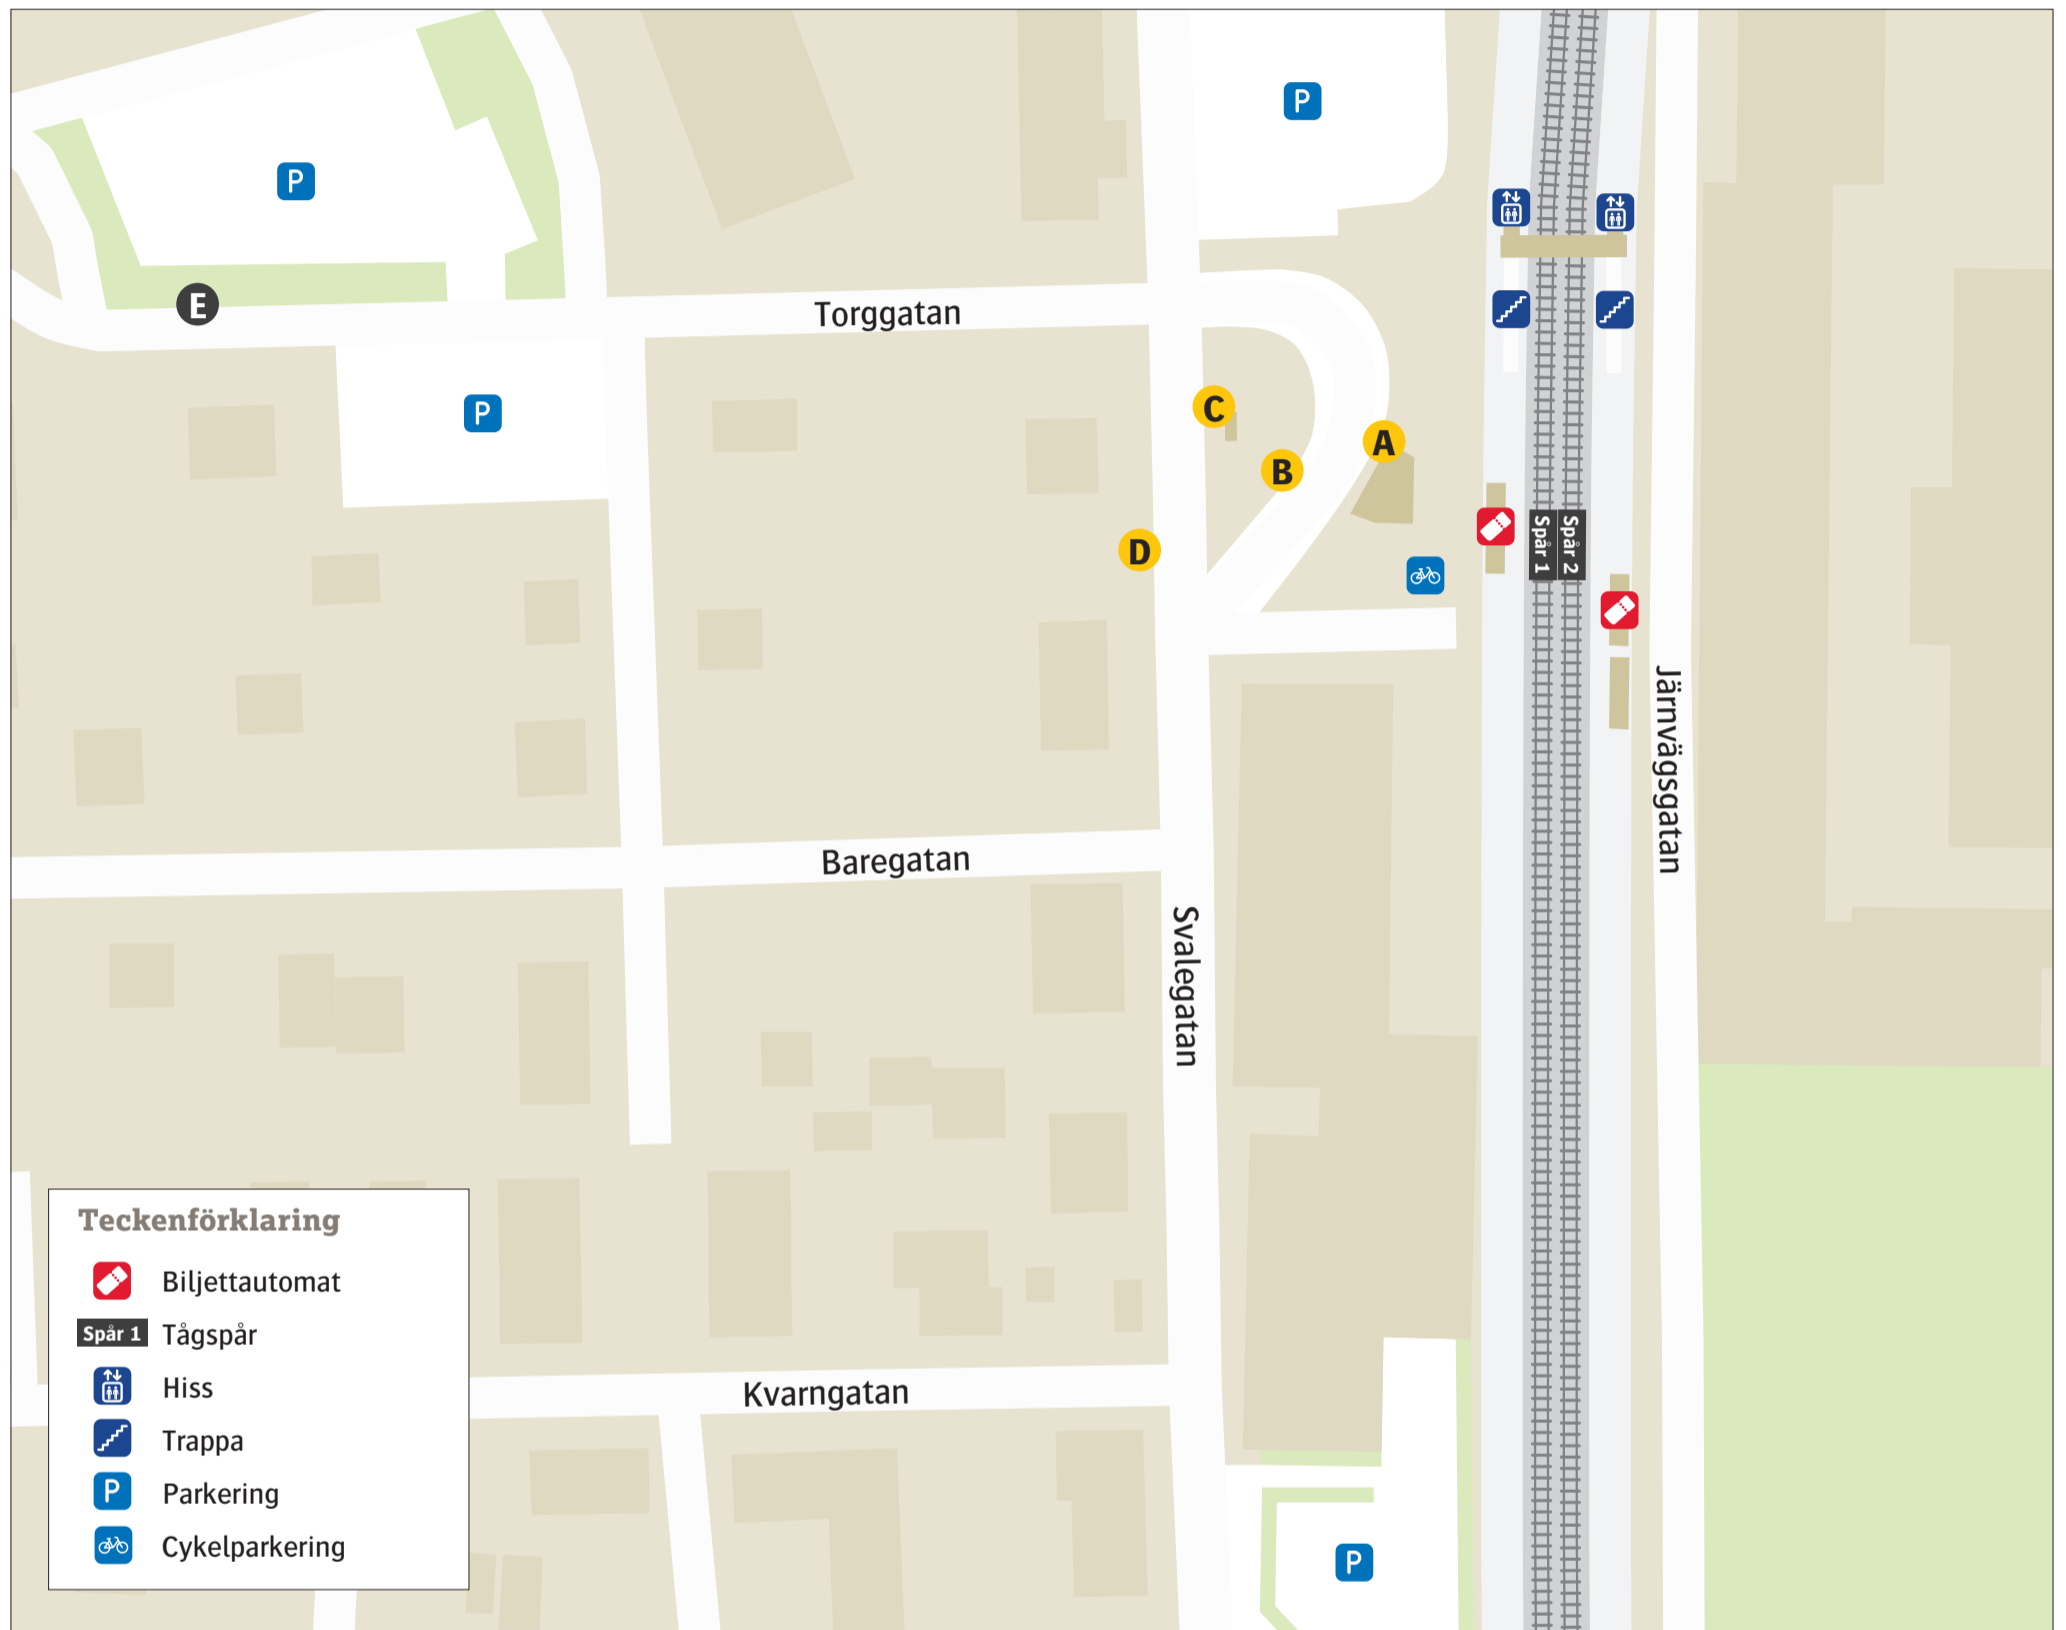 P
P
E
Torggatan
P
C
A
B
D
Spår 1
Spår 2
Järnvägsgatan
Baregatan
Svalegatan
Kvarngatan
P
Teckenförklaring
Biljettautomat
Spår 1 Tågspår
Hiss
Trappa
P Parkering
Cykelparkering